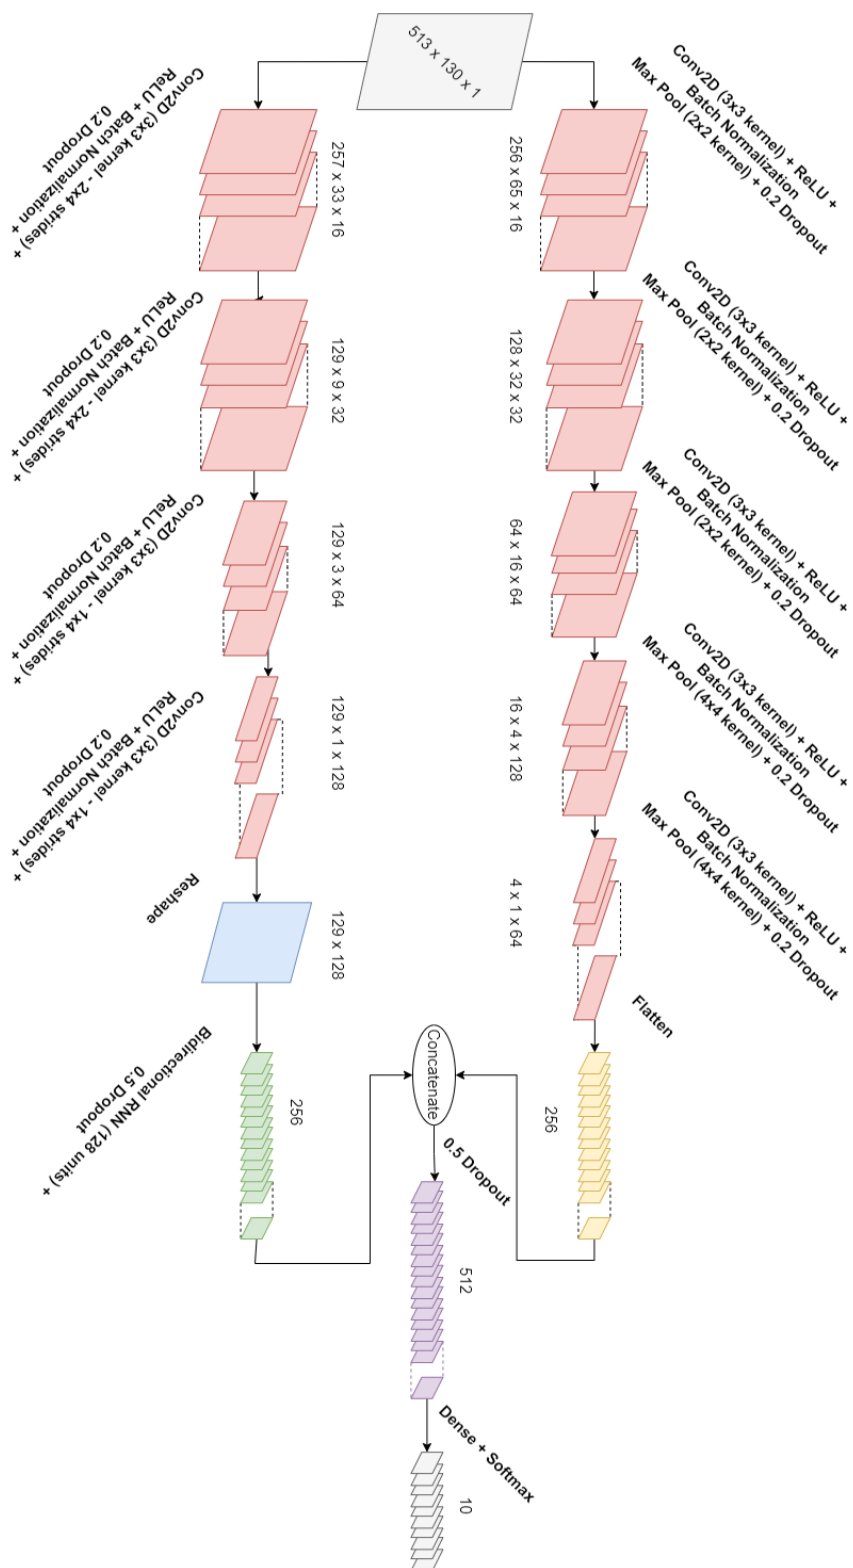 513 x 130 x 1
Conv2D (3x3 kernel) + ReLU +
Batch Normalization
Max Pool (2x2 kernel) + 0.2 Dropout
256 x 65 x 16
Conv2D (3x3 kernel) + ReLU +
Batch Normalization
Max Pool (2x2 kernel) + 0.2 Dropout
128 x 32 x 32
Conv2D (3x3 kernel) + ReLU +
Batch Normalization
Max Pool (2x2 kernel) + 0.2 Dropout
64 x 16 x 64
Conv2D (3x3 kernel) + ReLU +
Batch Normalization
Max Pool (4x4 kernel) + 0.2 Dropout
16 x 4 x 128
Conv2D (3x3 kernel) + ReLU +
Batch Normalization
Max Pool (4x4 kernel) + 0.2 Dropout
4 x 1 x 64
Flatten
256
Conv2D (3x3 kernel - 2x4 strides) +
ReLU + Batch Normalization +
0.2 Dropout
257 x 33 x 16
Conv2D (3x3 kernel - 2x4 strides) +
ReLU + Batch Normalization +
0.2 Dropout
129 x 9 x 32
Conv2D (3x3 kernel - 1x4 strides) +
ReLU + Batch Normalization +
0.2 Dropout
129 x 3 x 64
Conv2D (3x3 kernel - 1x4 strides) +
ReLU + Batch Normalization +
0.2 Dropout
129 x 1 x 128
Reshape
129 x 128
Bidirectional RNN (128 units) +
0.5 Dropout
256
Concatenate
0.5 Dropout
512
Dense + Softmax
10